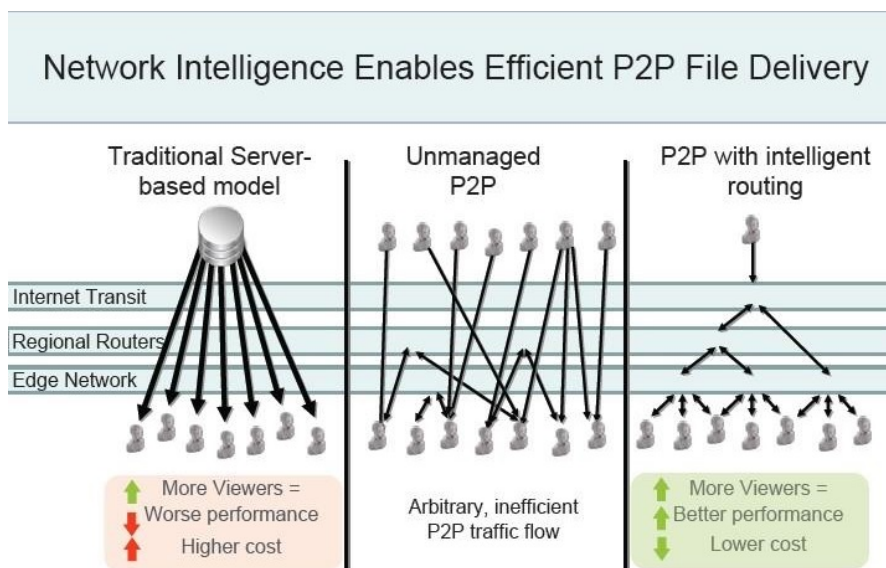 Network Intelligence Enables Efficient P2P File Delivery
Traditional Server-
based model
Unmanaged
P2P
P2P with intelligent
routing
Internet Transit
Regional Routers
Edge Network
More Viewers =
Worse performance
Higher cost
Arbitrary, inefficient
P2P traffic flow
More Viewers =
Better performance
Lower cost